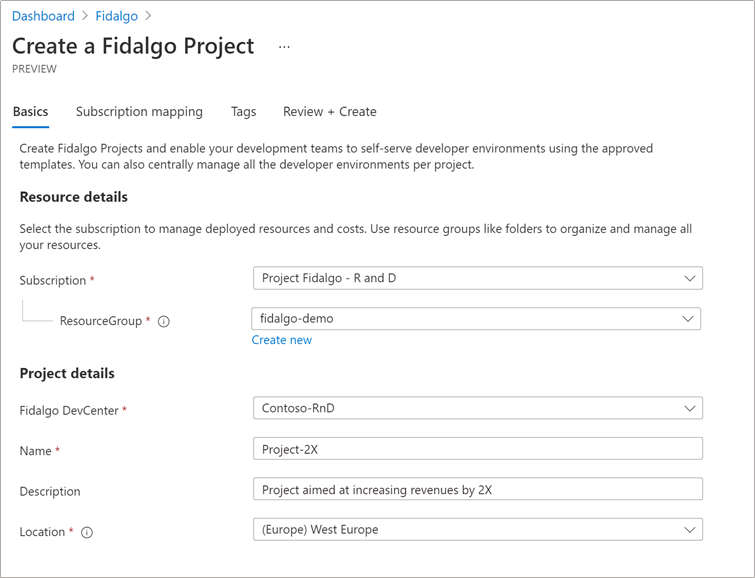 Dashboard > Fidalgo >
Create a Fidalgo Project ...
PREVIEW
Basics Subscription mapping Tags Review + Create
Create Fidalgo Projects and enable your development teams to self-serve developer environments using the approved
templates. You can also centrally manage all the developer environments per project.
Resource details
Select the subscription to manage deployed resources and costs. Use resource groups like folders to organize and manage all
your resources.
Subscription * Project Fidalgo - R and D
ResourceGroup * fidalgo-demo
Create new
Project details
Fidalgo DevCenter * Contoso-RnD
Name * Project-2X
Description Project aimed at increasing revenues by 2X
Location * (Europe) West Europe